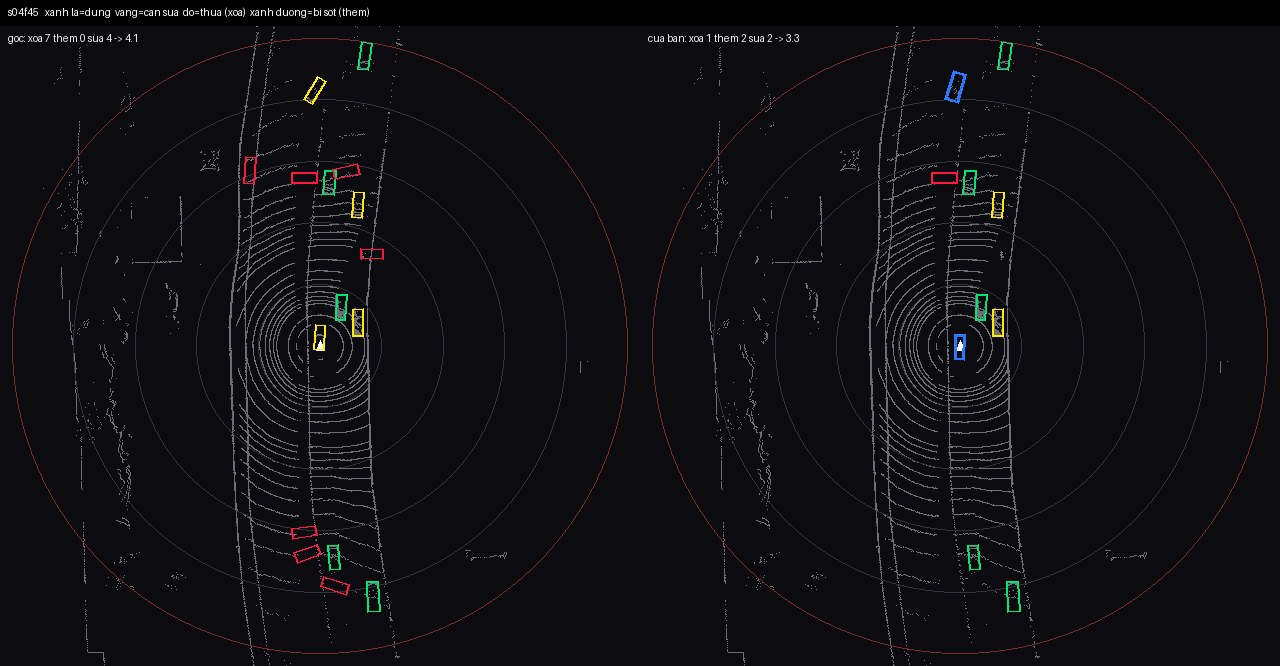 s04f45 xanh la=dung vang=can sua do=thua (xoa) xanh duong=bi sot (them)
goc: xoa 7 them 0 sua 4 -> 4.1
cua ban: xoa 1 them 2 sua 2 -> 3.3